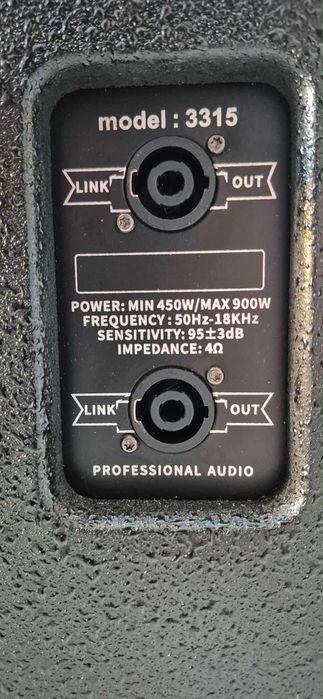 model : 3315
LINK OUT
POWER: MIN 450W/MAX 900W
FREQUENCY : 50Hz-18KHz
SENSITIVITY: 95±3dB
IMPEDANCE: 4Ω
LINK OUT
PROFESSIONAL AUDIO